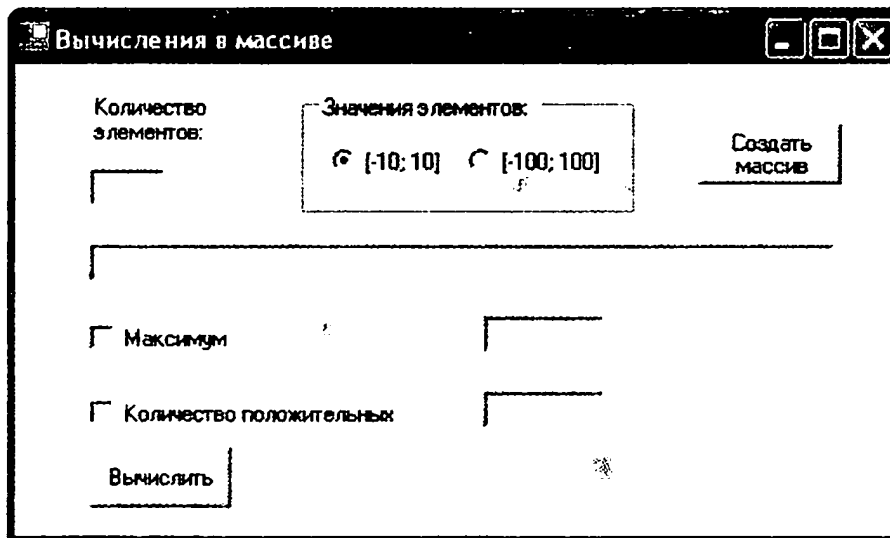 Вычисления в массиве
Количество
элементов:
Значения элементов:
[-10; 10]
[-100; 100]
Создать
массив
Максимум
Количество положительных
Вычислить